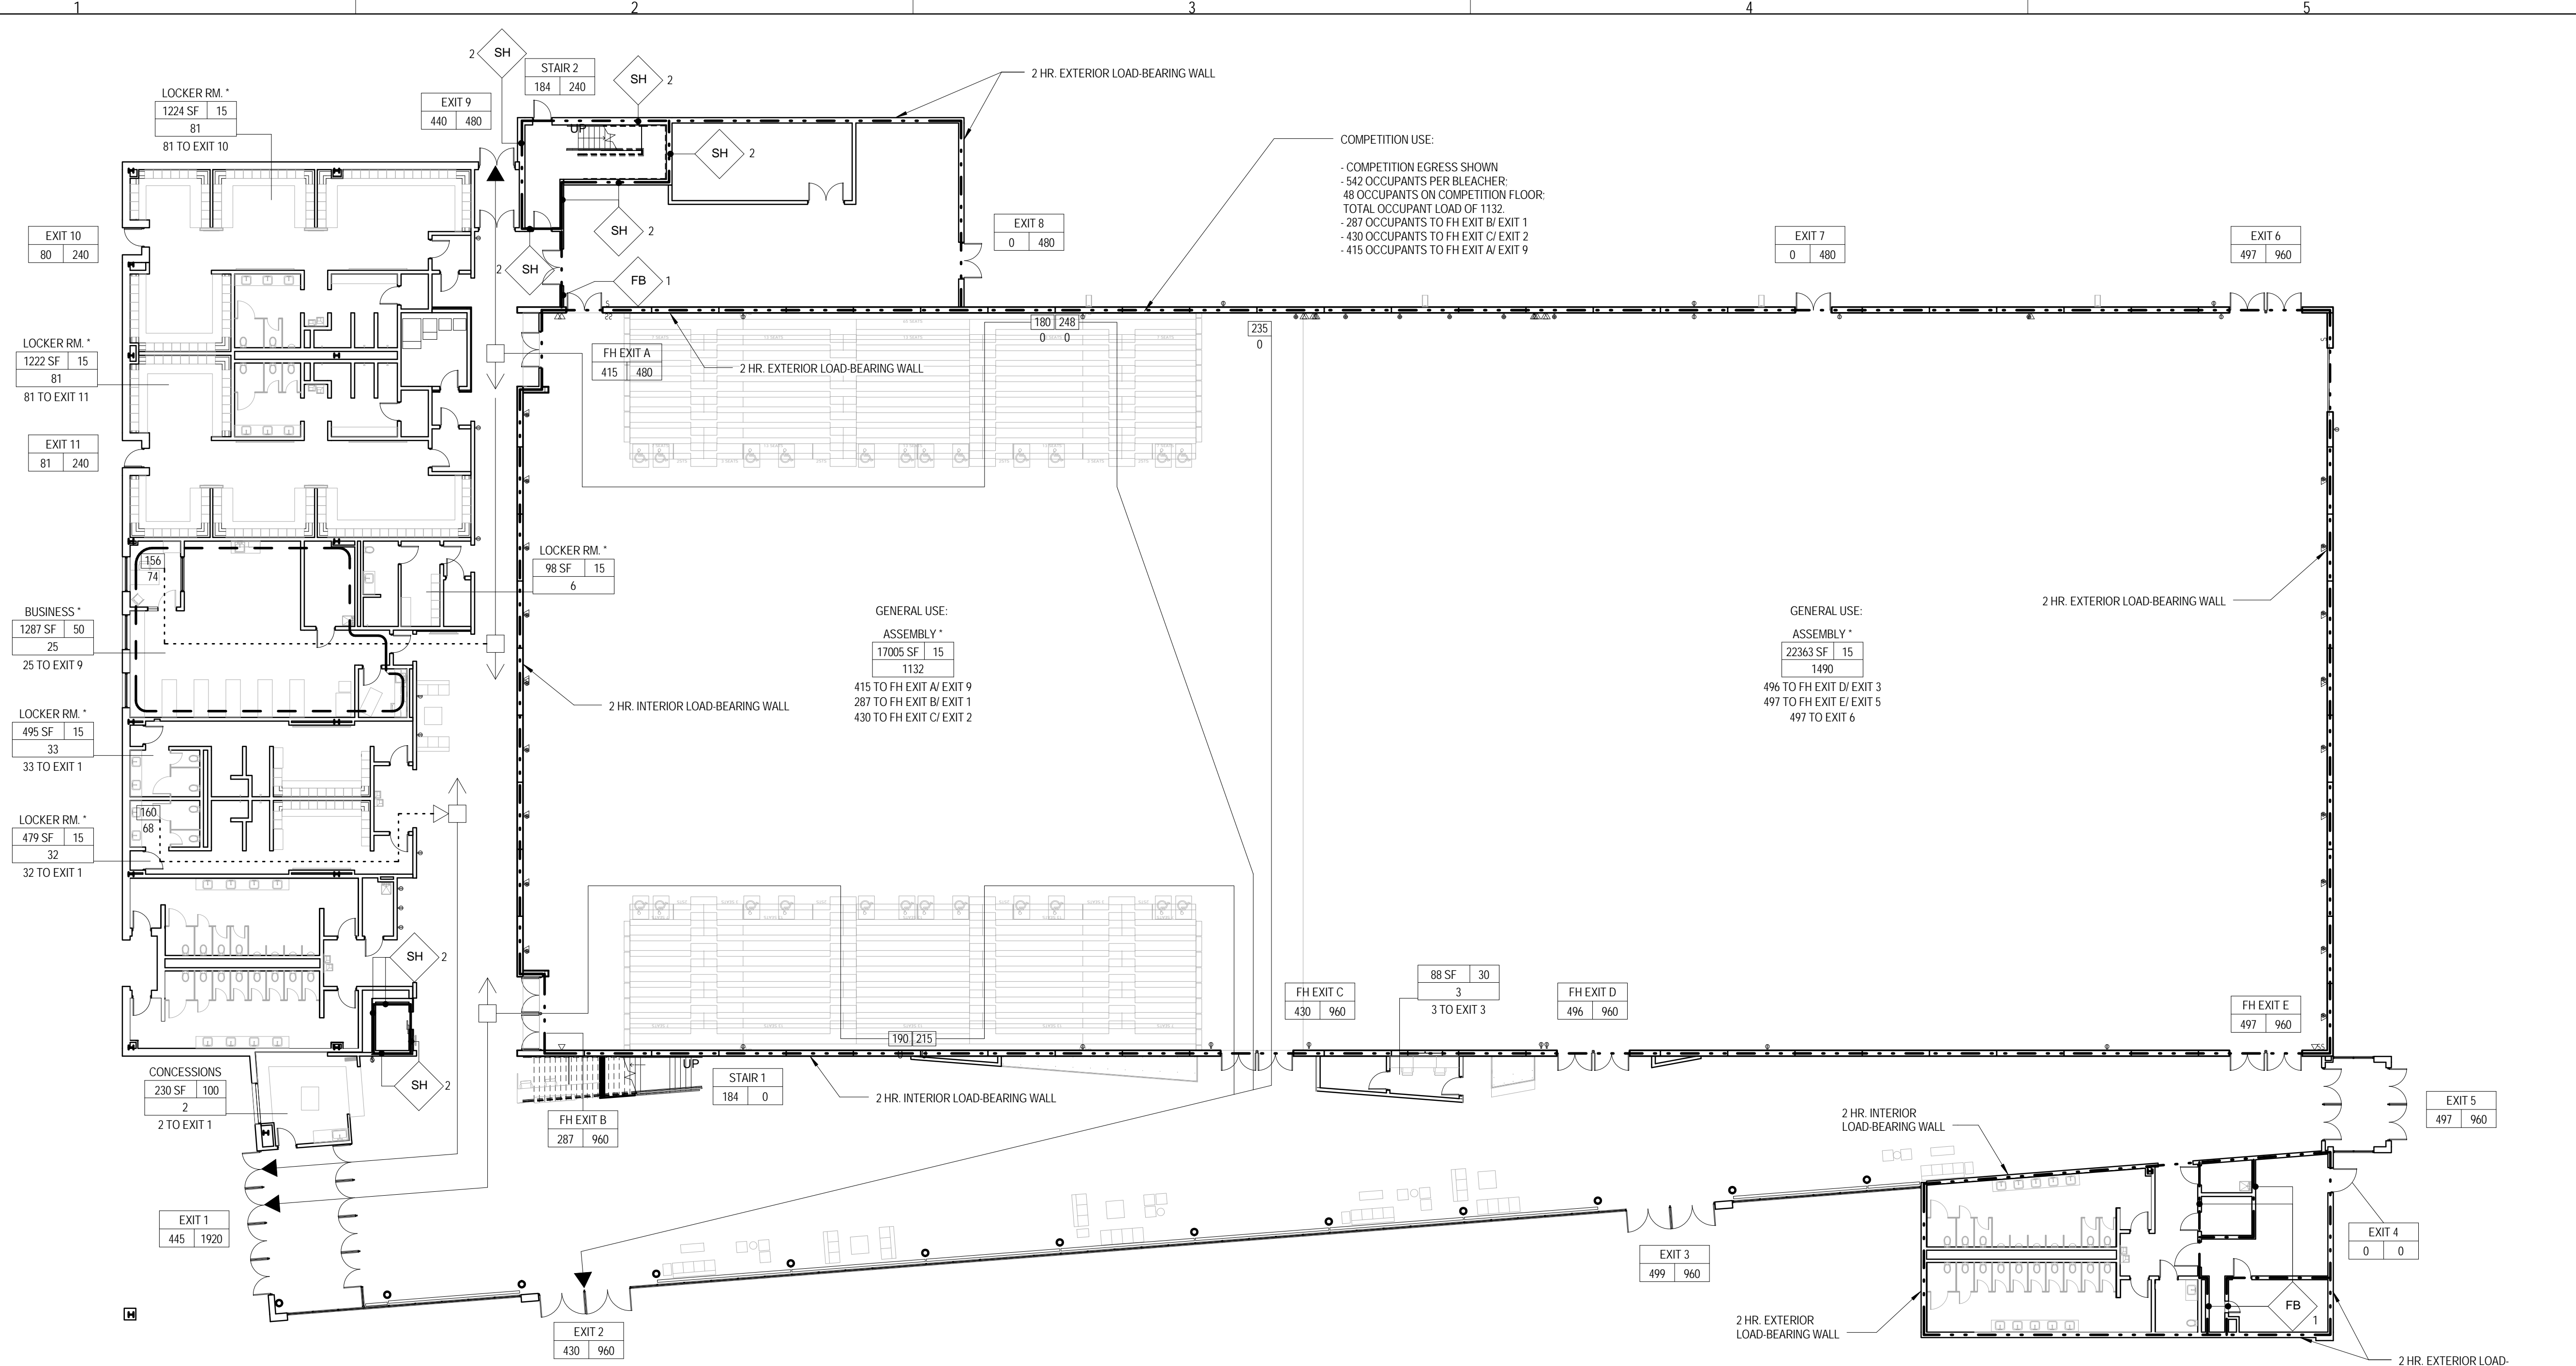 1 2 3 4 5
SH 2
STAIR 2
184 240
SH 2
2 HR. EXTERIOR LOAD-BEARING WALL
LOCKER RM. *
1224 SF 15
81
81 TO EXIT 10
EXIT 9
440 480
UP
SH 2
COMPETITION USE:
- COMPETITION EGRESS SHOWN
- 542 OCCUPANTS PER BLEACHER;
48 OCCUPANTS ON COMPETITION FLOOR;
TOTAL OCCUPANT LOAD OF 1132.
- 287 OCCUPANTS TO FH EXIT B/ EXIT 1
- 430 OCCUPANTS TO FH EXIT C/ EXIT 2
- 415 OCCUPANTS TO FH EXIT A/ EXIT 9
EXIT 10
80 240
SH 2
2 SH
FB 1
EXIT 8
0 480
EXIT 7
0 480
EXIT 6
497 960
180 248
0 0
235
0
LOCKER RM. *
1222 SF 15
81
81 TO EXIT 11
FH EXIT A
415 480
2 HR. EXTERIOR LOAD-BEARING WALL
EXIT 11
81 240
156
74
LOCKER RM. *
98 SF 15
6
BUSINESS *
1287 SF 50
25
25 TO EXIT 9
GENERAL USE:
ASSEMBLY *
17005 SF 15
1132
415 TO FH EXIT A/ EXIT 9
287 TO FH EXIT B/ EXIT 1
430 TO FH EXIT C/ EXIT 2
GENERAL USE:
ASSEMBLY *
22363 SF 15
1490
496 TO FH EXIT D/ EXIT 3
497 TO FH EXIT E/ EXIT 5
497 TO EXIT 6
2 HR. EXTERIOR LOAD-BEARING WALL
2 HR. INTERIOR LOAD-BEARING WALL
LOCKER RM. *
495 SF 15
33
33 TO EXIT 1
160
68
LOCKER RM. *
479 SF 15
32
32 TO EXIT 1
SH 2
FH EXIT C
430 960
88 SF 30
3
3 TO EXIT 3
FH EXIT D
496 960
FH EXIT E
497 960
190 215
CONCESSIONS
230 SF 100
2
2 TO EXIT 1
SH 2
UP
STAIR 1
184 0
2 HR. INTERIOR LOAD-BEARING WALL
FH EXIT B
287 960
2 HR. INTERIOR
LOAD-BEARING WALL
EXIT 5
497 960
EXIT 1
445 1920
EXIT 3
499 960
EXIT 4
0 0
FB
1
EXIT 2
430 960
2 HR. EXTERIOR
LOAD-BEARING WALL
2 HR. EXTERIOR LOAD-